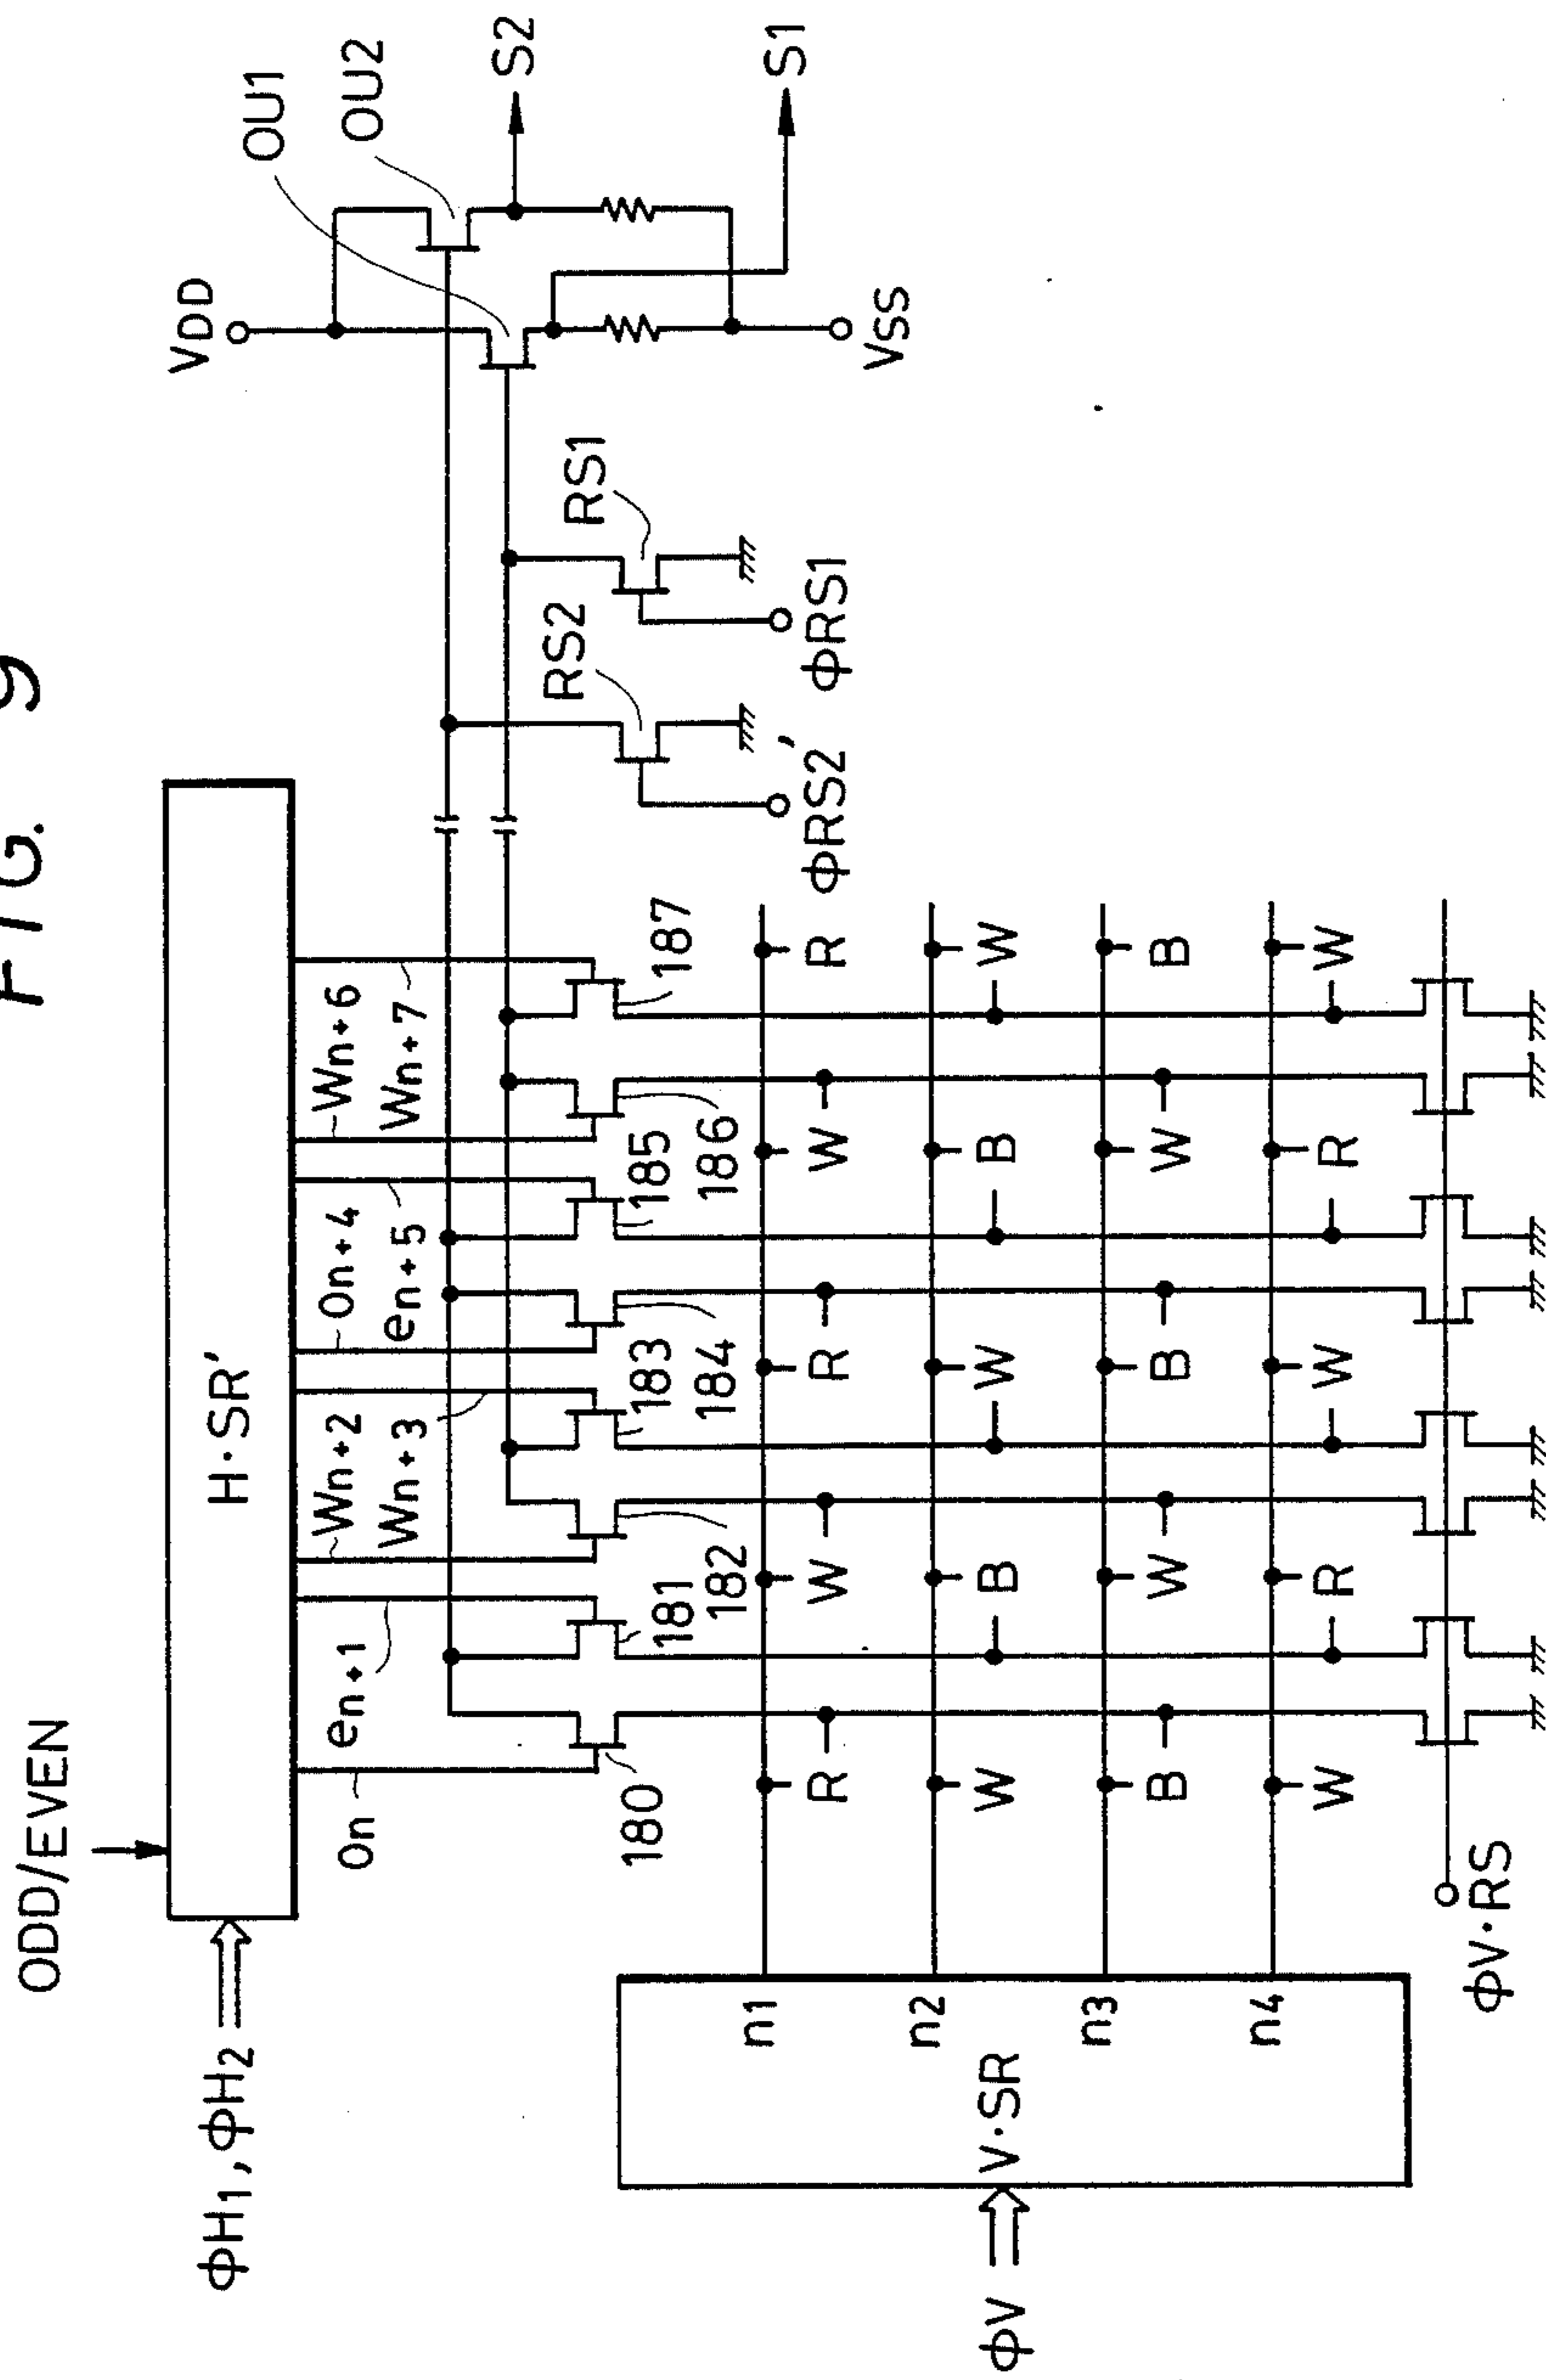 FIG. 9
ODD/EVEN
φH1, φH2
H·SR'
On
en+1
Wn+2
Wn+3
On+4
en+5
Wn+6
Wn+7
180
181
182
183
184
185
186
187
VDD
OU1
OU2
S2
S1
VSS
RS2
RS1
φRS2'
φRS1
φV
V·SR
n1
n2
n3
n4
R W R W R
R W R W
W B W B W
B W B W
B W B W B
B W B W
W R W R W
R W R W
φV·RS